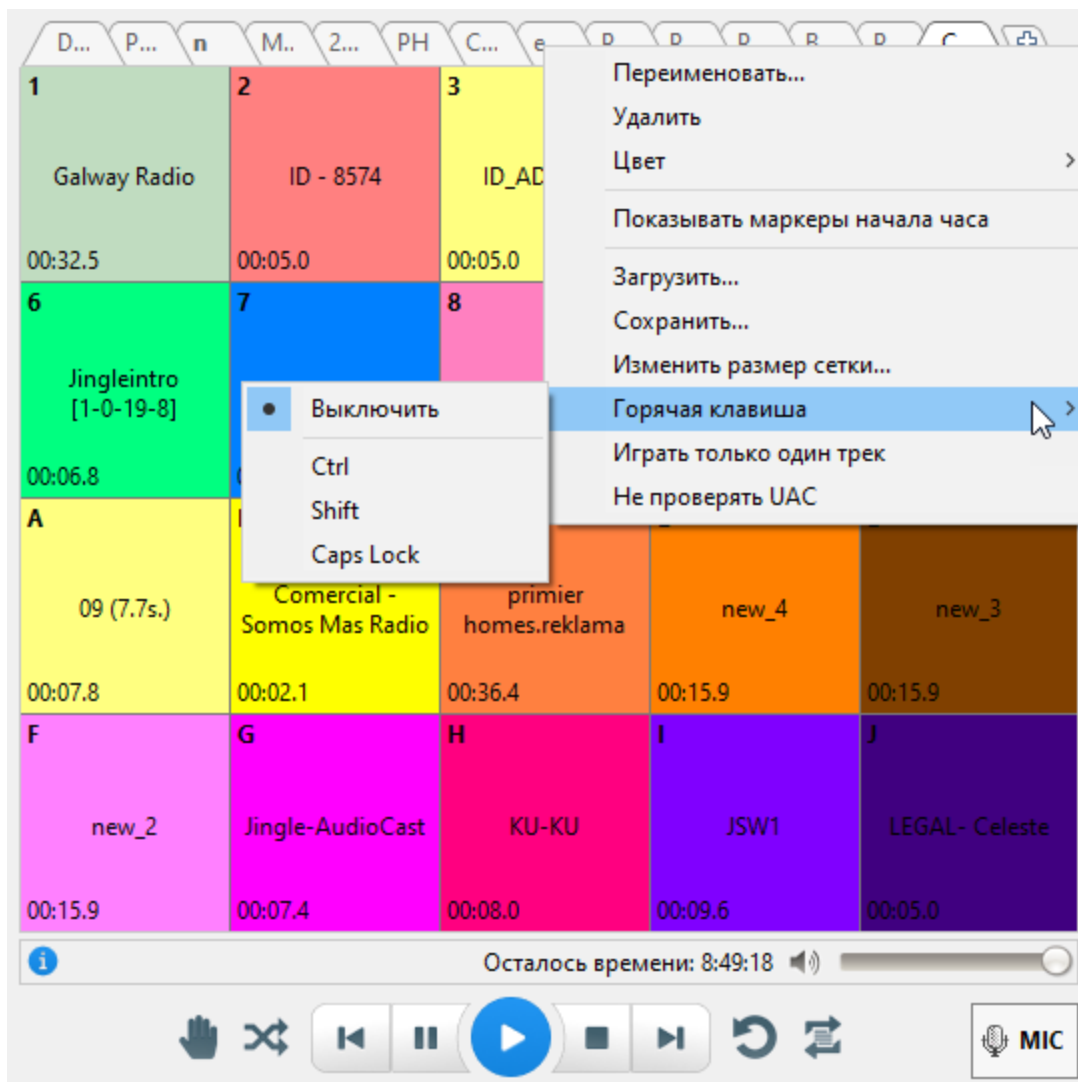 D... P... n M.. 2... PH C... e
Переименовать...
Удалить
Цвет
Показывать маркеры начала часа
Загрузить...
Сохранить...
Изменить размер сетки...
Горячая клавиша
Играть только один трек
Не проверять UAC
Выключить
Ctrl
Shift
Caps Lock
1
Galway Radio
00:32.5
2
ID - 8574
00:05.0
3
ID_AD
00:05.0
6
Jingleintro
[1-0-19-8]
00:06.8
7
8
A
09 (7.7s.)
00:07.8
Comercial -
Somos Mas Radio
00:02.1
primier
homes.reklama
00:36.4
new_4
00:15.9
new_3
00:15.9
F
new_2
00:15.9
G
Jingle-AudioCast
00:07.4
H
KU-KU
00:08.0
I
JSW1
00:09.6
J
LEGAL- Celeste
00:05.0
Осталось времени: 8:49:18
MIC